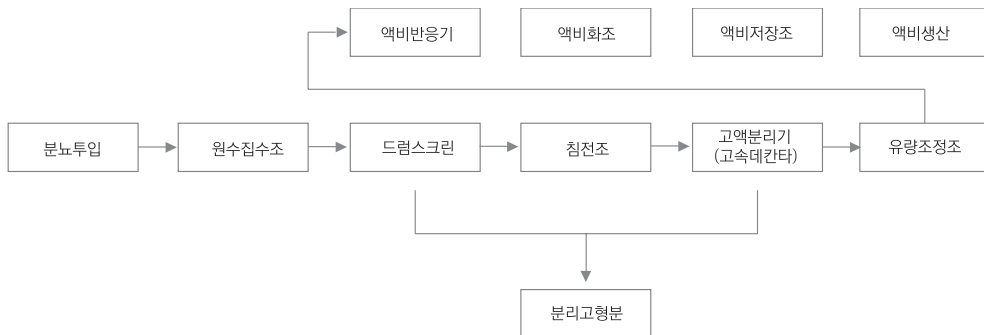 액비반응기
액비화조
액비저장조
액비생산
분뇨투입
원수집수조
드럼스크린
침전조
고액분리기
(고속데칸타)
유량조정조
분리고형분